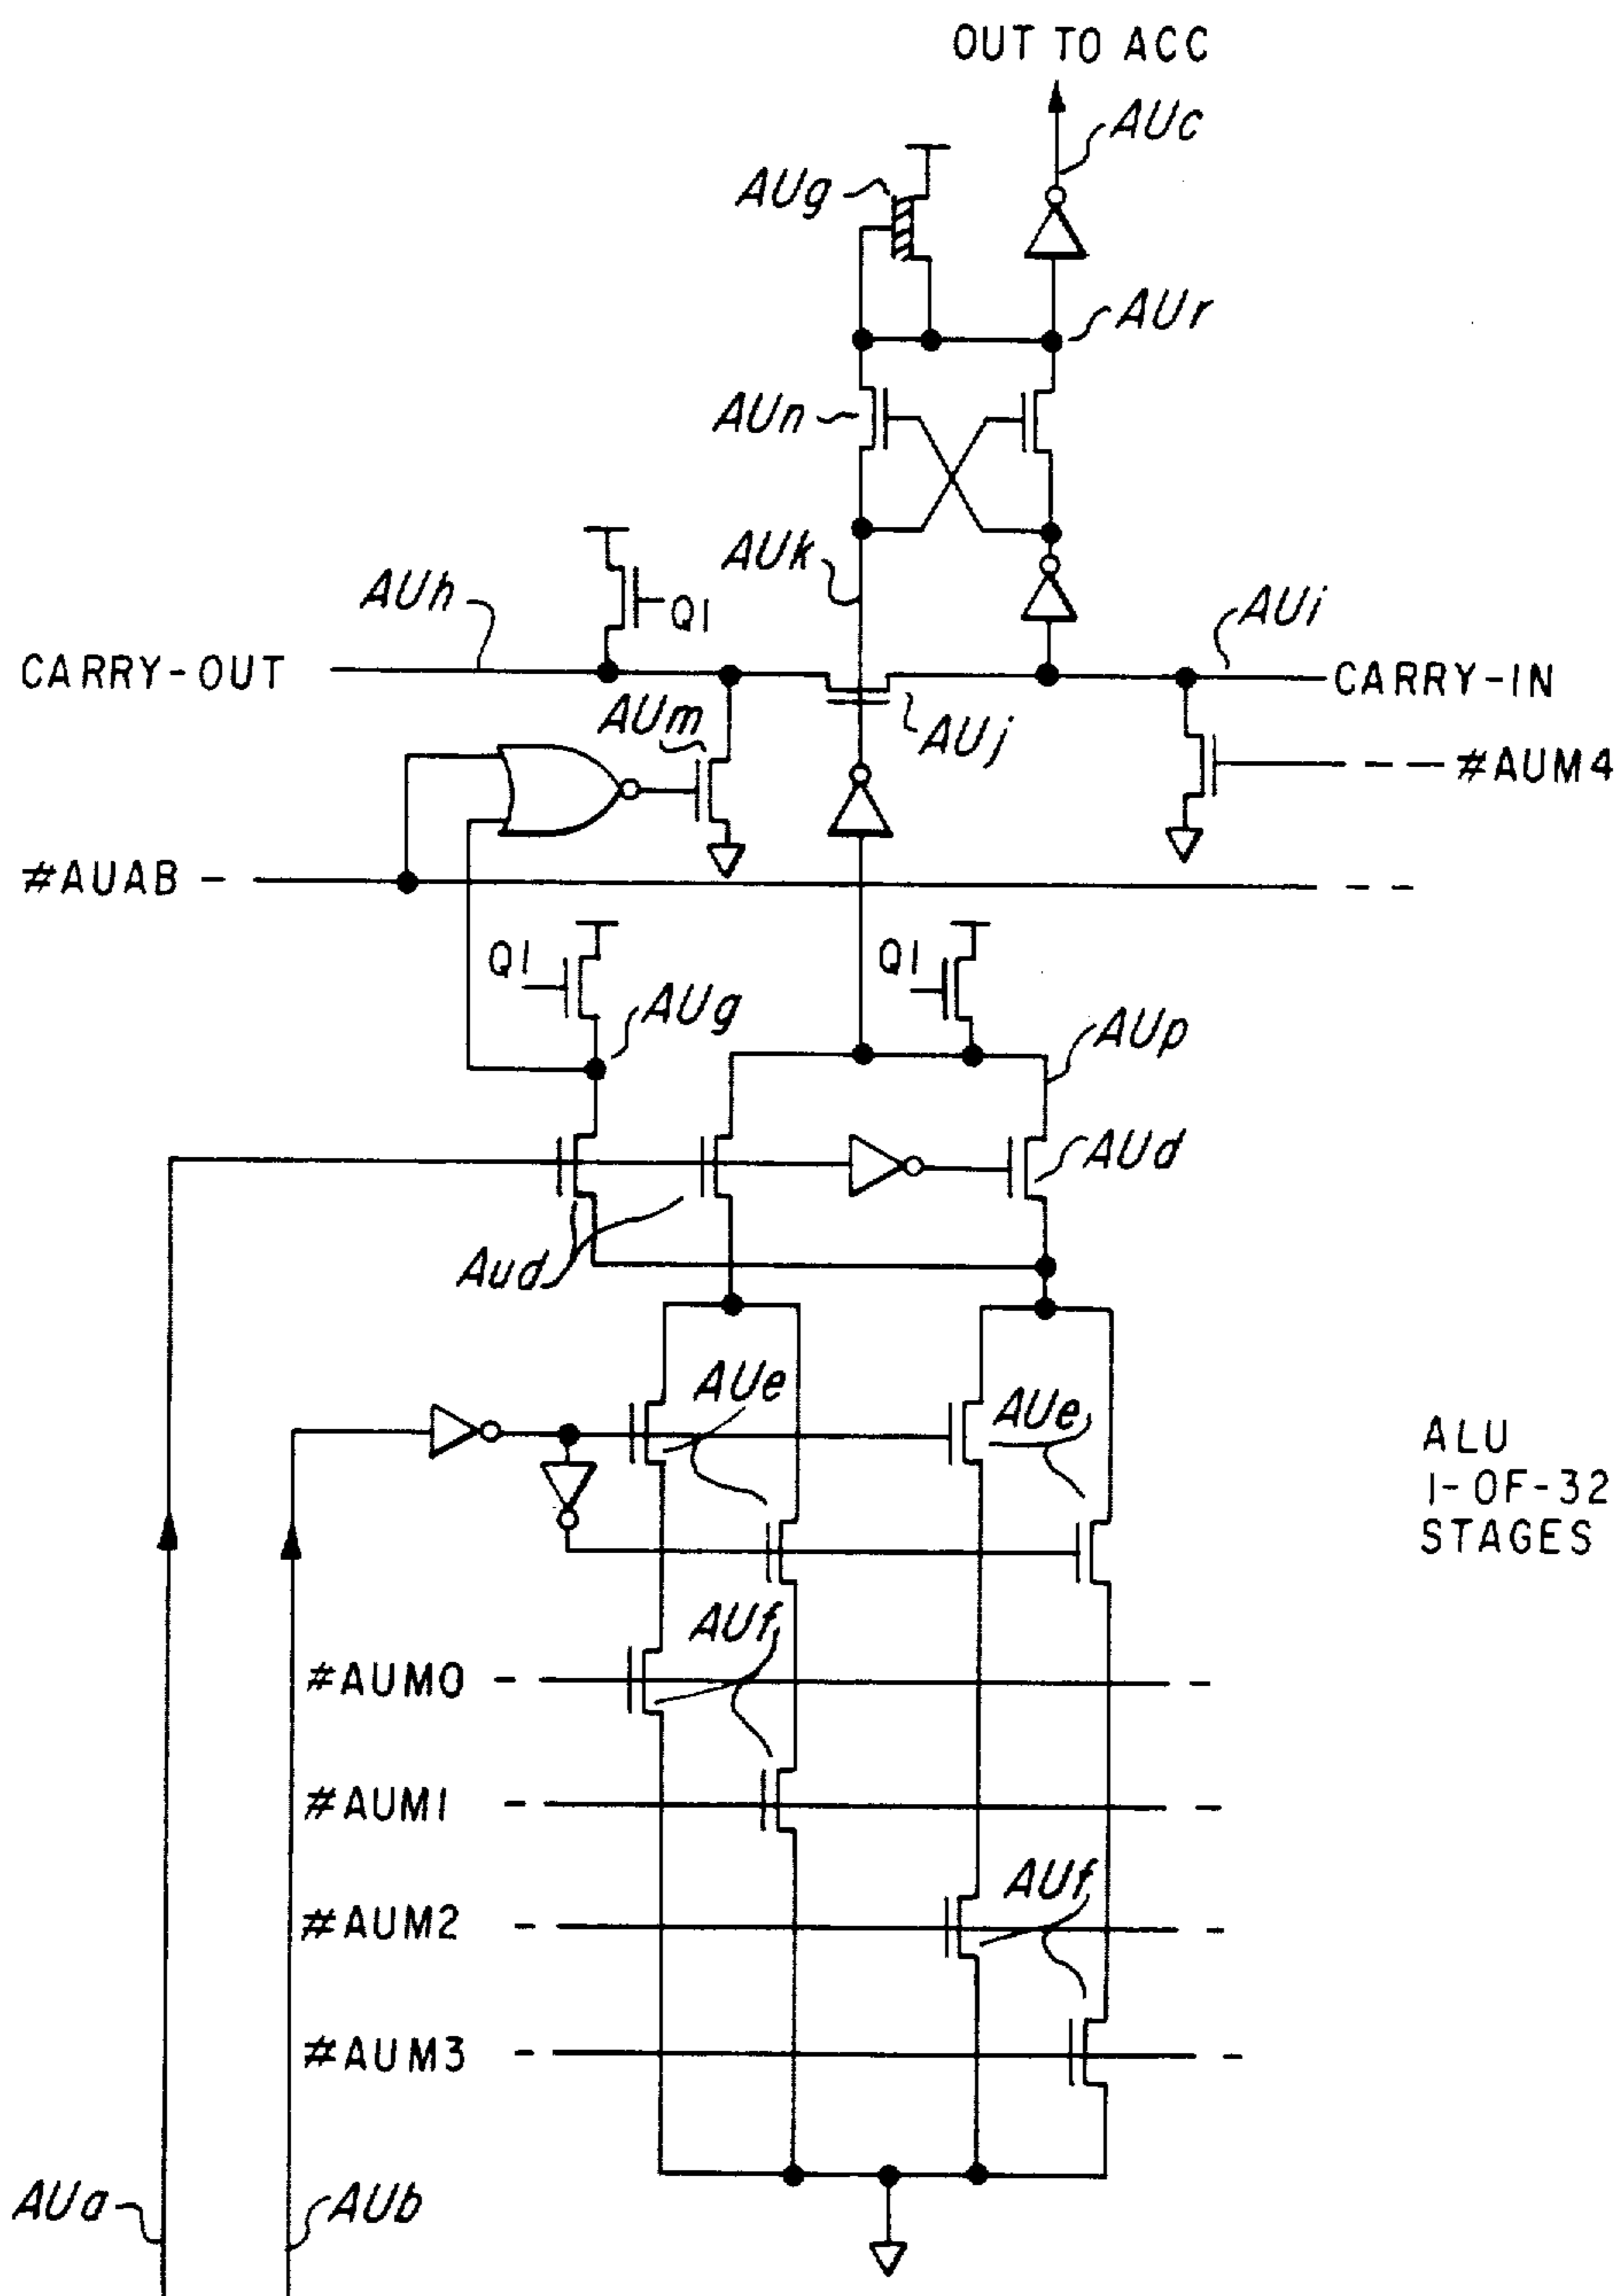 OUT TO ACC
AUc
AUg
AUr
AUn
AUk
AUh
Q1
AUi
CARRY-OUT
CARRY-IN
AUm
AUj
#AUM4
#AUAB
Q1
Q1
AUg
AUp
AUd
Aud
AUe
AUe
ALU
1-OF-32
STAGES
AUf
#AUM0
#AUM1
AUf
#AUM2
#AUM3
AUa
AUb